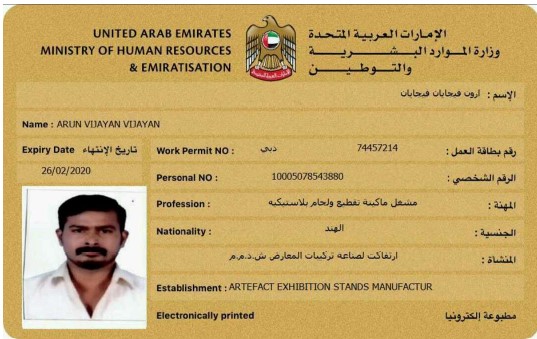 UNITED ARAB EMIRATES
MINISTRY OF HUMAN RESOURCES
& EMIRATISATION
الإمارات العربية المتحدة
وزارة الموارد البشرية
والتوطين
الإسم : ارون فيجايان فيجايان
Name : ARUN VIJAYAN VIJAYAN
Expiry Date تاريخ الإنتهاء
26/02/2020
Work Permit NO : دبي 74457214 رقم بطاقة العمل :
Personal NO : 10005078543880 الرقم الشخصي :
Profession : مشغل ماكينة تقطيع ولحام بلاستيكيه المهنة :
Nationality : الهند الجنسية :
ارتفاكت لصناعة تركيبات المعارض ش.ذ.م.م المنشاة :
Establishment : ARTEFACT EXHIBITION STANDS MANUFACTUR
Electronically printed مطبوعة إلكترونيا